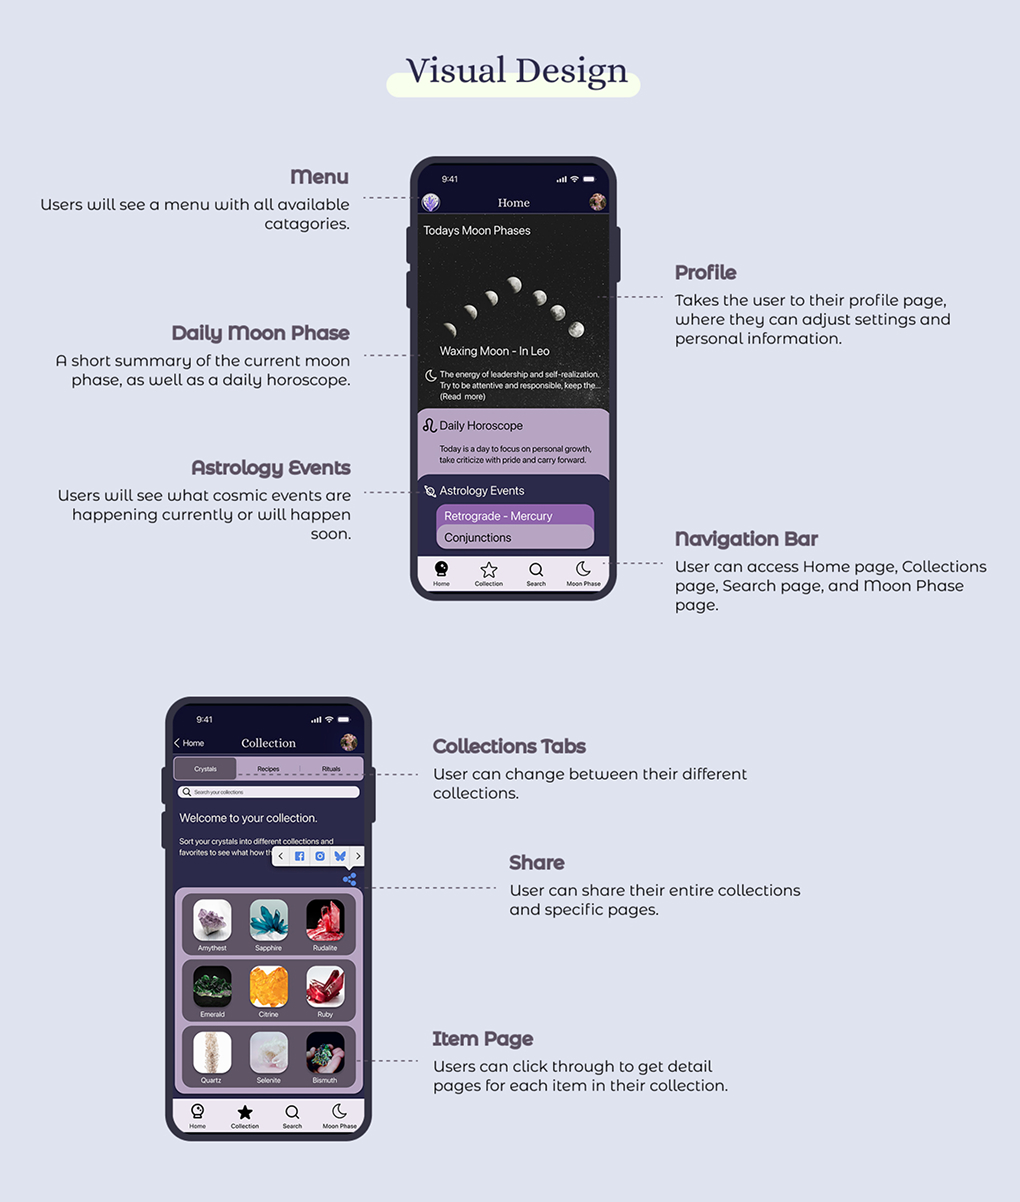 Visual Design
Menu
Users will see a menu with all available
catagories.
Daily Moon Phase
A short summary of the current moon
phase, as well as a daily horoscope.
Astrology Events
Users will see what cosmic events are
happening currently or will happen
soon.
9:41
Home
Todays Moon Phases
Waxing Moon - In Leo
The energy of leadership and self-realization.
Try to be attentive and responsible, keep the...
(Read more)
Daily Horoscope
Today is a day to focus on personal growth,
take criticize with pride and carry forward.
Astrology Events
Retrograde - Mercury
Conjunctions
Home Collection Search Moon Phase
Profile
Takes the user to their profile page,
where they can adjust settings and
personal information.
Navigation Bar
User can access Home page, Collections
page, Search page, and Moon Phase
page.
9:41
Home Collection
Crystals Recipes Rituals
Search your collections
Welcome to your collection.
Sort your crystals into different collections and
favorites to see what how th
Amythest Sapphire Rudalite
Emerald Citrine Ruby
Quartz Selenite Bismuth
Home Collection Search Moon Phase
Collections Tabs
User can change between their different
collections.
Share
User can share their entire collections
and specific pages.
Item Page
Users can click through to get detail
pages for each item in their collection.